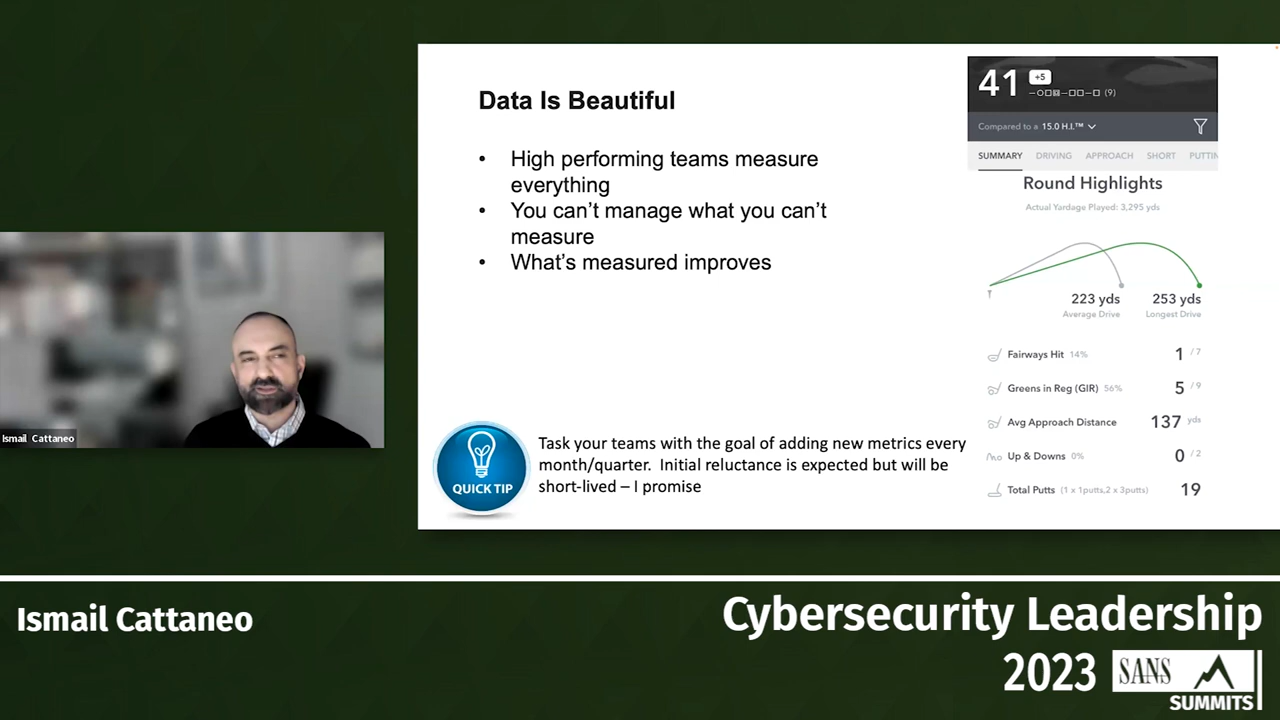 Data Is Beautiful
• High performing teams measure
everything
• You can’t manage what you can’t
measure
• What’s measured improves
QUICK TIP
Task your teams with the goal of adding new metrics every
month/quarter. Initial reluctance is expected but will be
short-lived – I promise
41 +5
(9)
Compared to a 15.0 H.I.™
SUMMARY DRIVING APPROACH SHORT PUTTIN
Round Highlights
Actual Yardage Played: 3,295 yds
223 yds 253 yds
Average Drive Longest Drive
Fairways Hit 14% 1 / 7
Greens in Reg (GIR) 56% 5 / 9
Avg Approach Distance 137 yds
Up & Downs 0% 0 / 2
Total Putts (1 x 1putts,2 x 3putts) 19
Ismail Cattaneo
Ismail Cattaneo
Cybersecurity Leadership
2023 SANS
SUMMITS